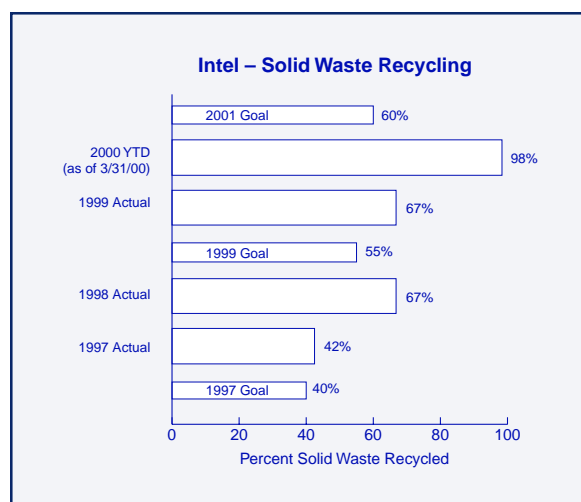 Intel – Solid Waste Recycling
2001 Goal 60%
2000 YTD
(as of 3/31/00) 98%
1999 Actual 67%
1999 Goal 55%
1998 Actual 67%
1997 Actual 42%
1997 Goal 40%
0 20 40 60 80 100
Percent Solid Waste Recycled